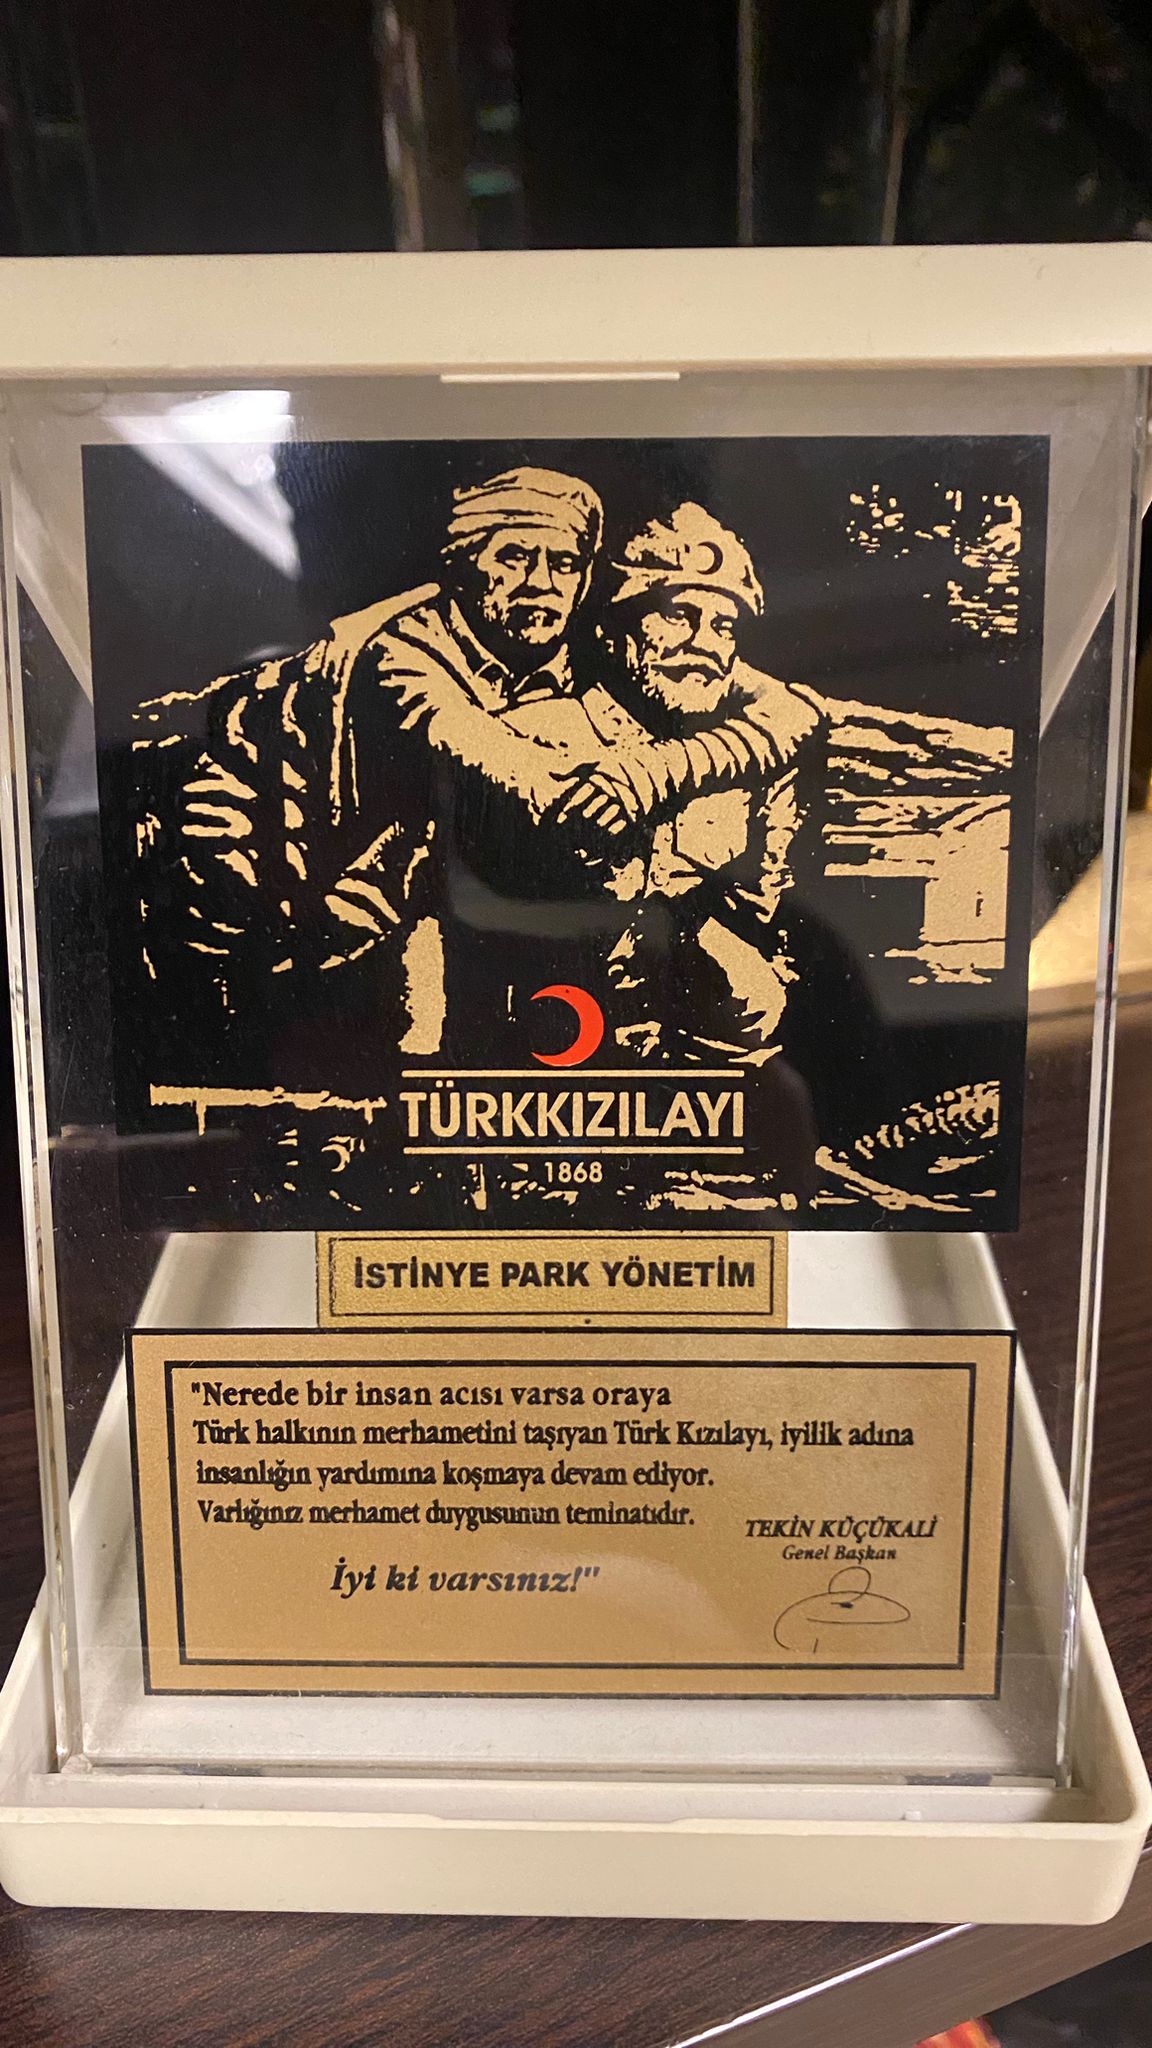 TÜRKKIZILAYI
1868
İSTİNYE PARK YÖNETİM
"Nerede bir insan acısı varsa oraya
Türk halkının merhametini taşıyan Türk Kızılayı, iyilik adına
insanlığın yardımına koşmaya devam ediyor.
Varlığınız merhamet duygusunun teminatıdır.
TEKİN KÜÇÜKALİ
Genel Başkan
İyi ki varsınız!"